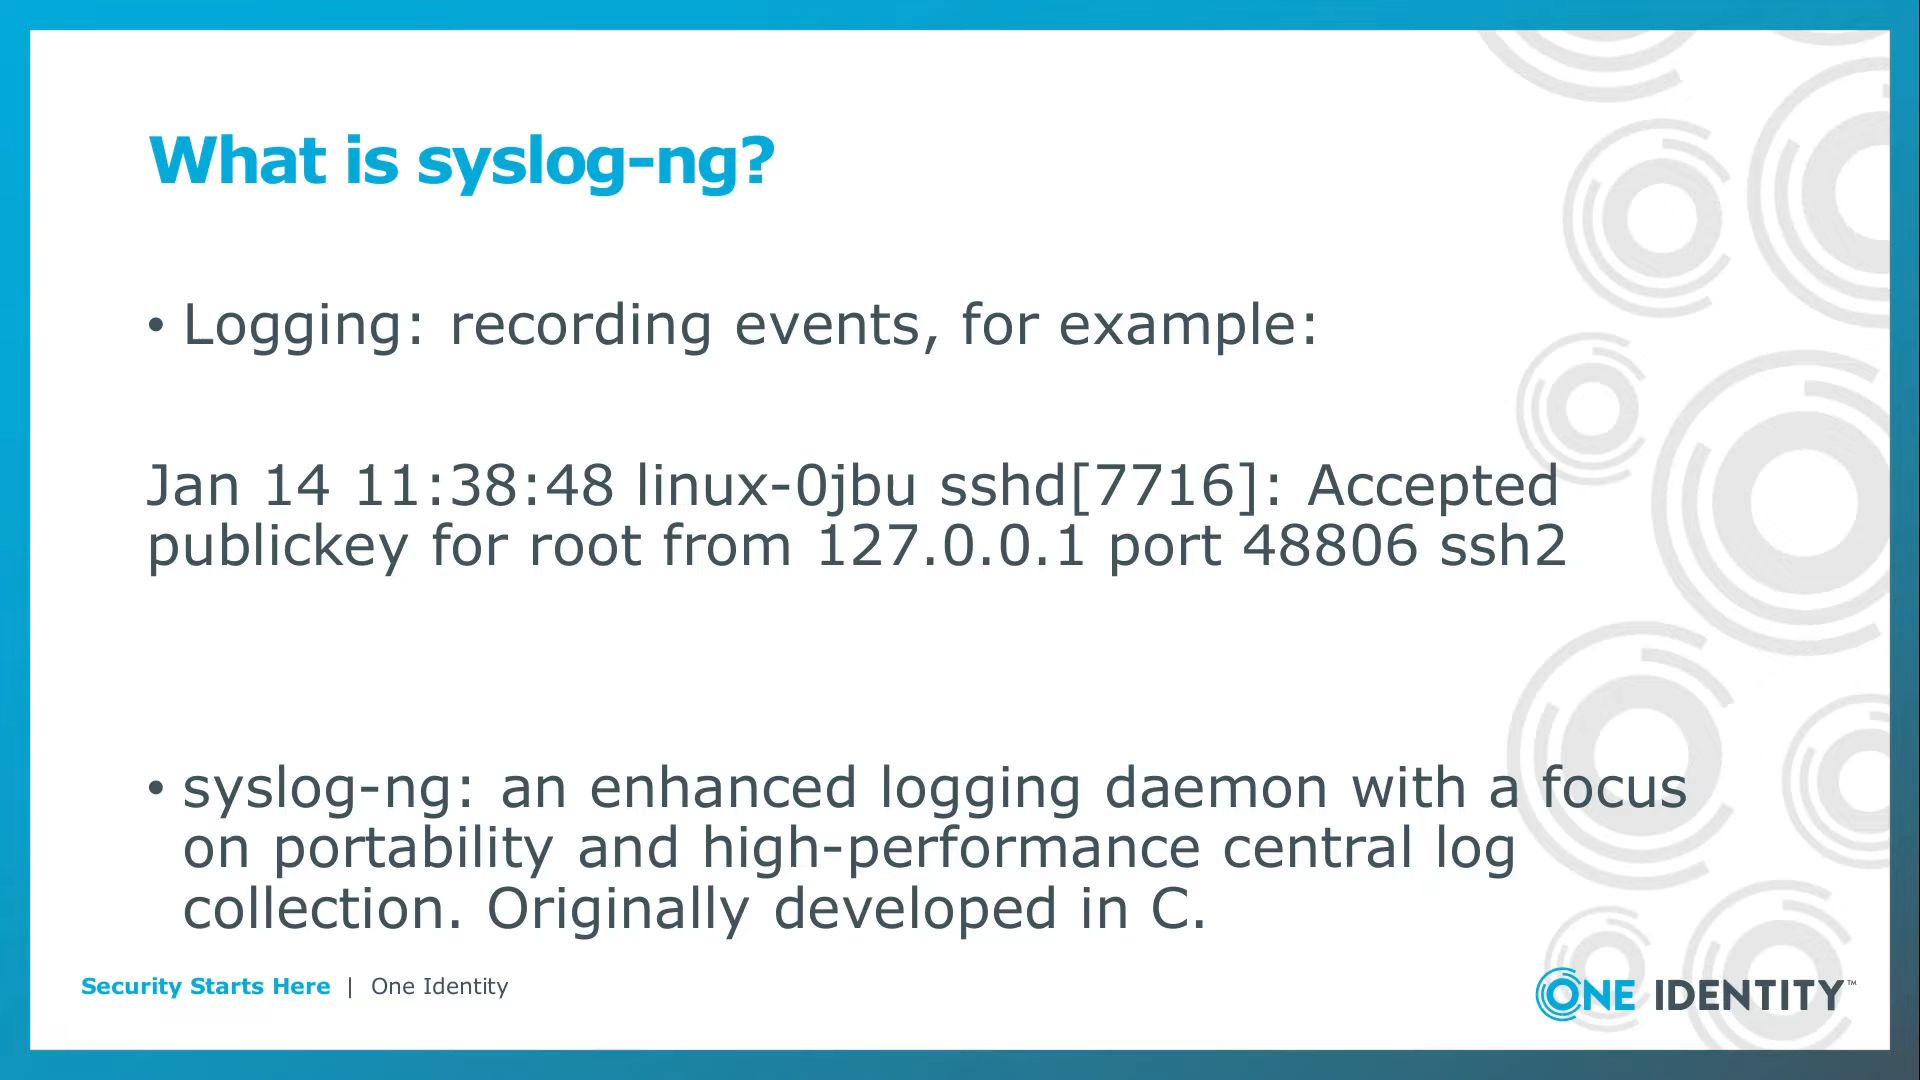 What is syslog-ng?
• Logging: recording events, for example:
Jan 14 11:38:48 linux-0jbu sshd[7716]: Accepted
publickey for root from 127.0.0.1 port 48806 ssh2
• syslog-ng: an enhanced logging daemon with a focus
on portability and high-performance central log
collection. Originally developed in C.
Security Starts Here | One Identity
ONE IDENTITY™